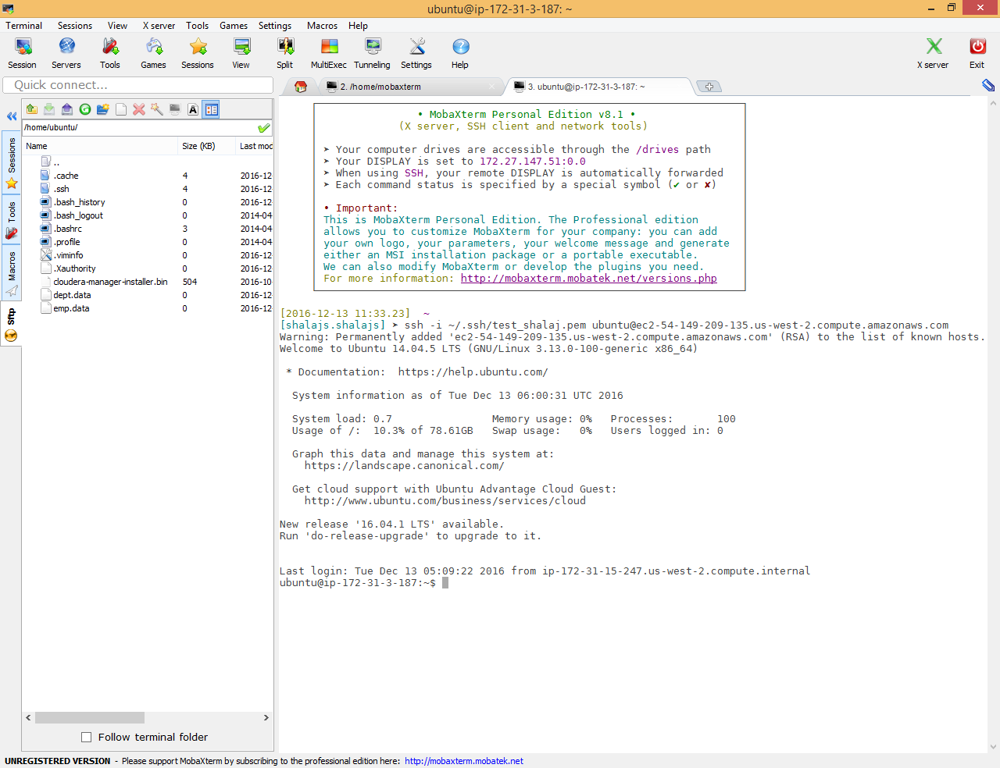 ubuntu@ip-172-31-3-187: ~
Terminal Sessions View X server Tools Games Settings Macros Help
Session Servers Tools Games Sessions View Split MultiExec Tunneling Settings Help X server Exit
Quick connect...
2. /home/mobaxterm
3. ubuntu@ip-172-31-3-187: ~
Sessions
Tools
Macros
Sftp
/home/ubuntu/
Name Size (KB) Last mod
..
.cache 4 2016-12
.ssh 4 2016-12
.bash_history 0 2016-12
.bash_logout 0 2014-04
.bashrc 3 2014-04
.profile 0 2014-04
.viminfo 0 2016-12
.Xauthority 0 2016-12
cloudera-manager-installer.bin 504 2016-10
dept.data 0 2016-12
emp.data 0 2016-12
Follow terminal folder
• MobaXterm Personal Edition v8.1 •
(X server, SSH client and network tools)
➤ Your computer drives are accessible through the /drives path
➤ Your DISPLAY is set to 172.27.147.51:0.0
➤ When using SSH, your remote DISPLAY is automatically forwarded
➤ Each command status is specified by a special symbol (✔ or ✘)
• Important:
This is MobaXterm Personal Edition. The Professional edition
allows you to customize MobaXterm for your company: you can add
your own logo, your parameters, your welcome message and generate
either an MSI installation package or a portable executable.
We can also modify MobaXterm or develop the plugins you need.
For more information: http://mobaxterm.mobatek.net/versions.php
[2016-12-13 11:33.23] ~
[shalajs.shalajs] ➤ ssh -i ~/.ssh/test_shalaj.pem ubuntu@ec2-54-149-209-135.us-west-2.compute.amazonaws.com
Warning: Permanently added 'ec2-54-149-209-135.us-west-2.compute.amazonaws.com' (RSA) to the list of known hosts.
Welcome to Ubuntu 14.04.5 LTS (GNU/Linux 3.13.0-100-generic x86_64)
* Documentation: https://help.ubuntu.com/
System information as of Tue Dec 13 06:00:31 UTC 2016
System load: 0.7 Memory usage: 0% Processes: 100
Usage of /: 10.3% of 78.61GB Swap usage: 0% Users logged in: 0
Graph this data and manage this system at:
https://landscape.canonical.com/
Get cloud support with Ubuntu Advantage Cloud Guest:
http://www.ubuntu.com/business/services/cloud
New release '16.04.1 LTS' available.
Run 'do-release-upgrade' to upgrade to it.
Last login: Tue Dec 13 05:09:22 2016 from ip-172-31-15-247.us-west-2.compute.internal
ubuntu@ip-172-31-3-187:~$
UNREGISTERED VERSION - Please support MobaXterm by subscribing to the professional edition here: http://mobaxterm.mobatek.net